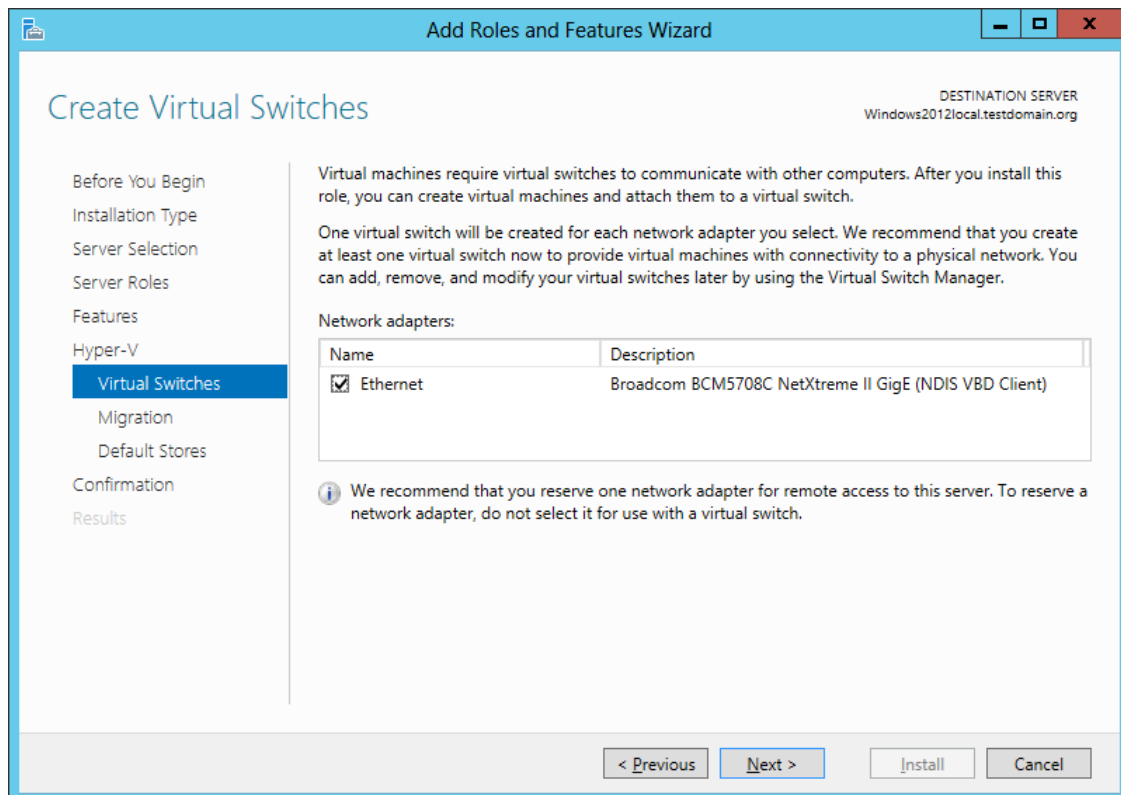 Add Roles and Features Wizard
Create Virtual Switches
DESTINATION SERVER
Windows2012local.testdomain.org
Before You Begin
Installation Type
Server Selection
Server Roles
Features
Hyper-V
Virtual Switches
Migration
Default Stores
Confirmation
Results
Virtual machines require virtual switches to communicate with other computers. After you install this
role, you can create virtual machines and attach them to a virtual switch.
One virtual switch will be created for each network adapter you select. We recommend that you create
at least one virtual switch now to provide virtual machines with connectivity to a physical network. You
can add, remove, and modify your virtual switches later by using the Virtual Switch Manager.
Network adapters:
Name Description
Ethernet Broadcom BCM5708C NetXtreme II GigE (NDIS VBD Client)
We recommend that you reserve one network adapter for remote access to this server. To reserve a
network adapter, do not select it for use with a virtual switch.
< Previous Next > Install Cancel